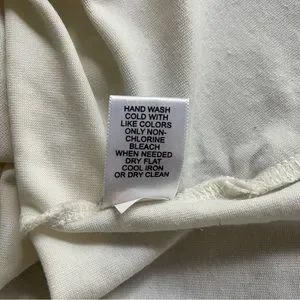 HAND WASH
COLD WITH
LIKE COLORS
ONLY NON-
CHLORINE
BLEACH
WHEN NEEDED
DRY FLAT
COOL IRON
OR DRY CLEAN